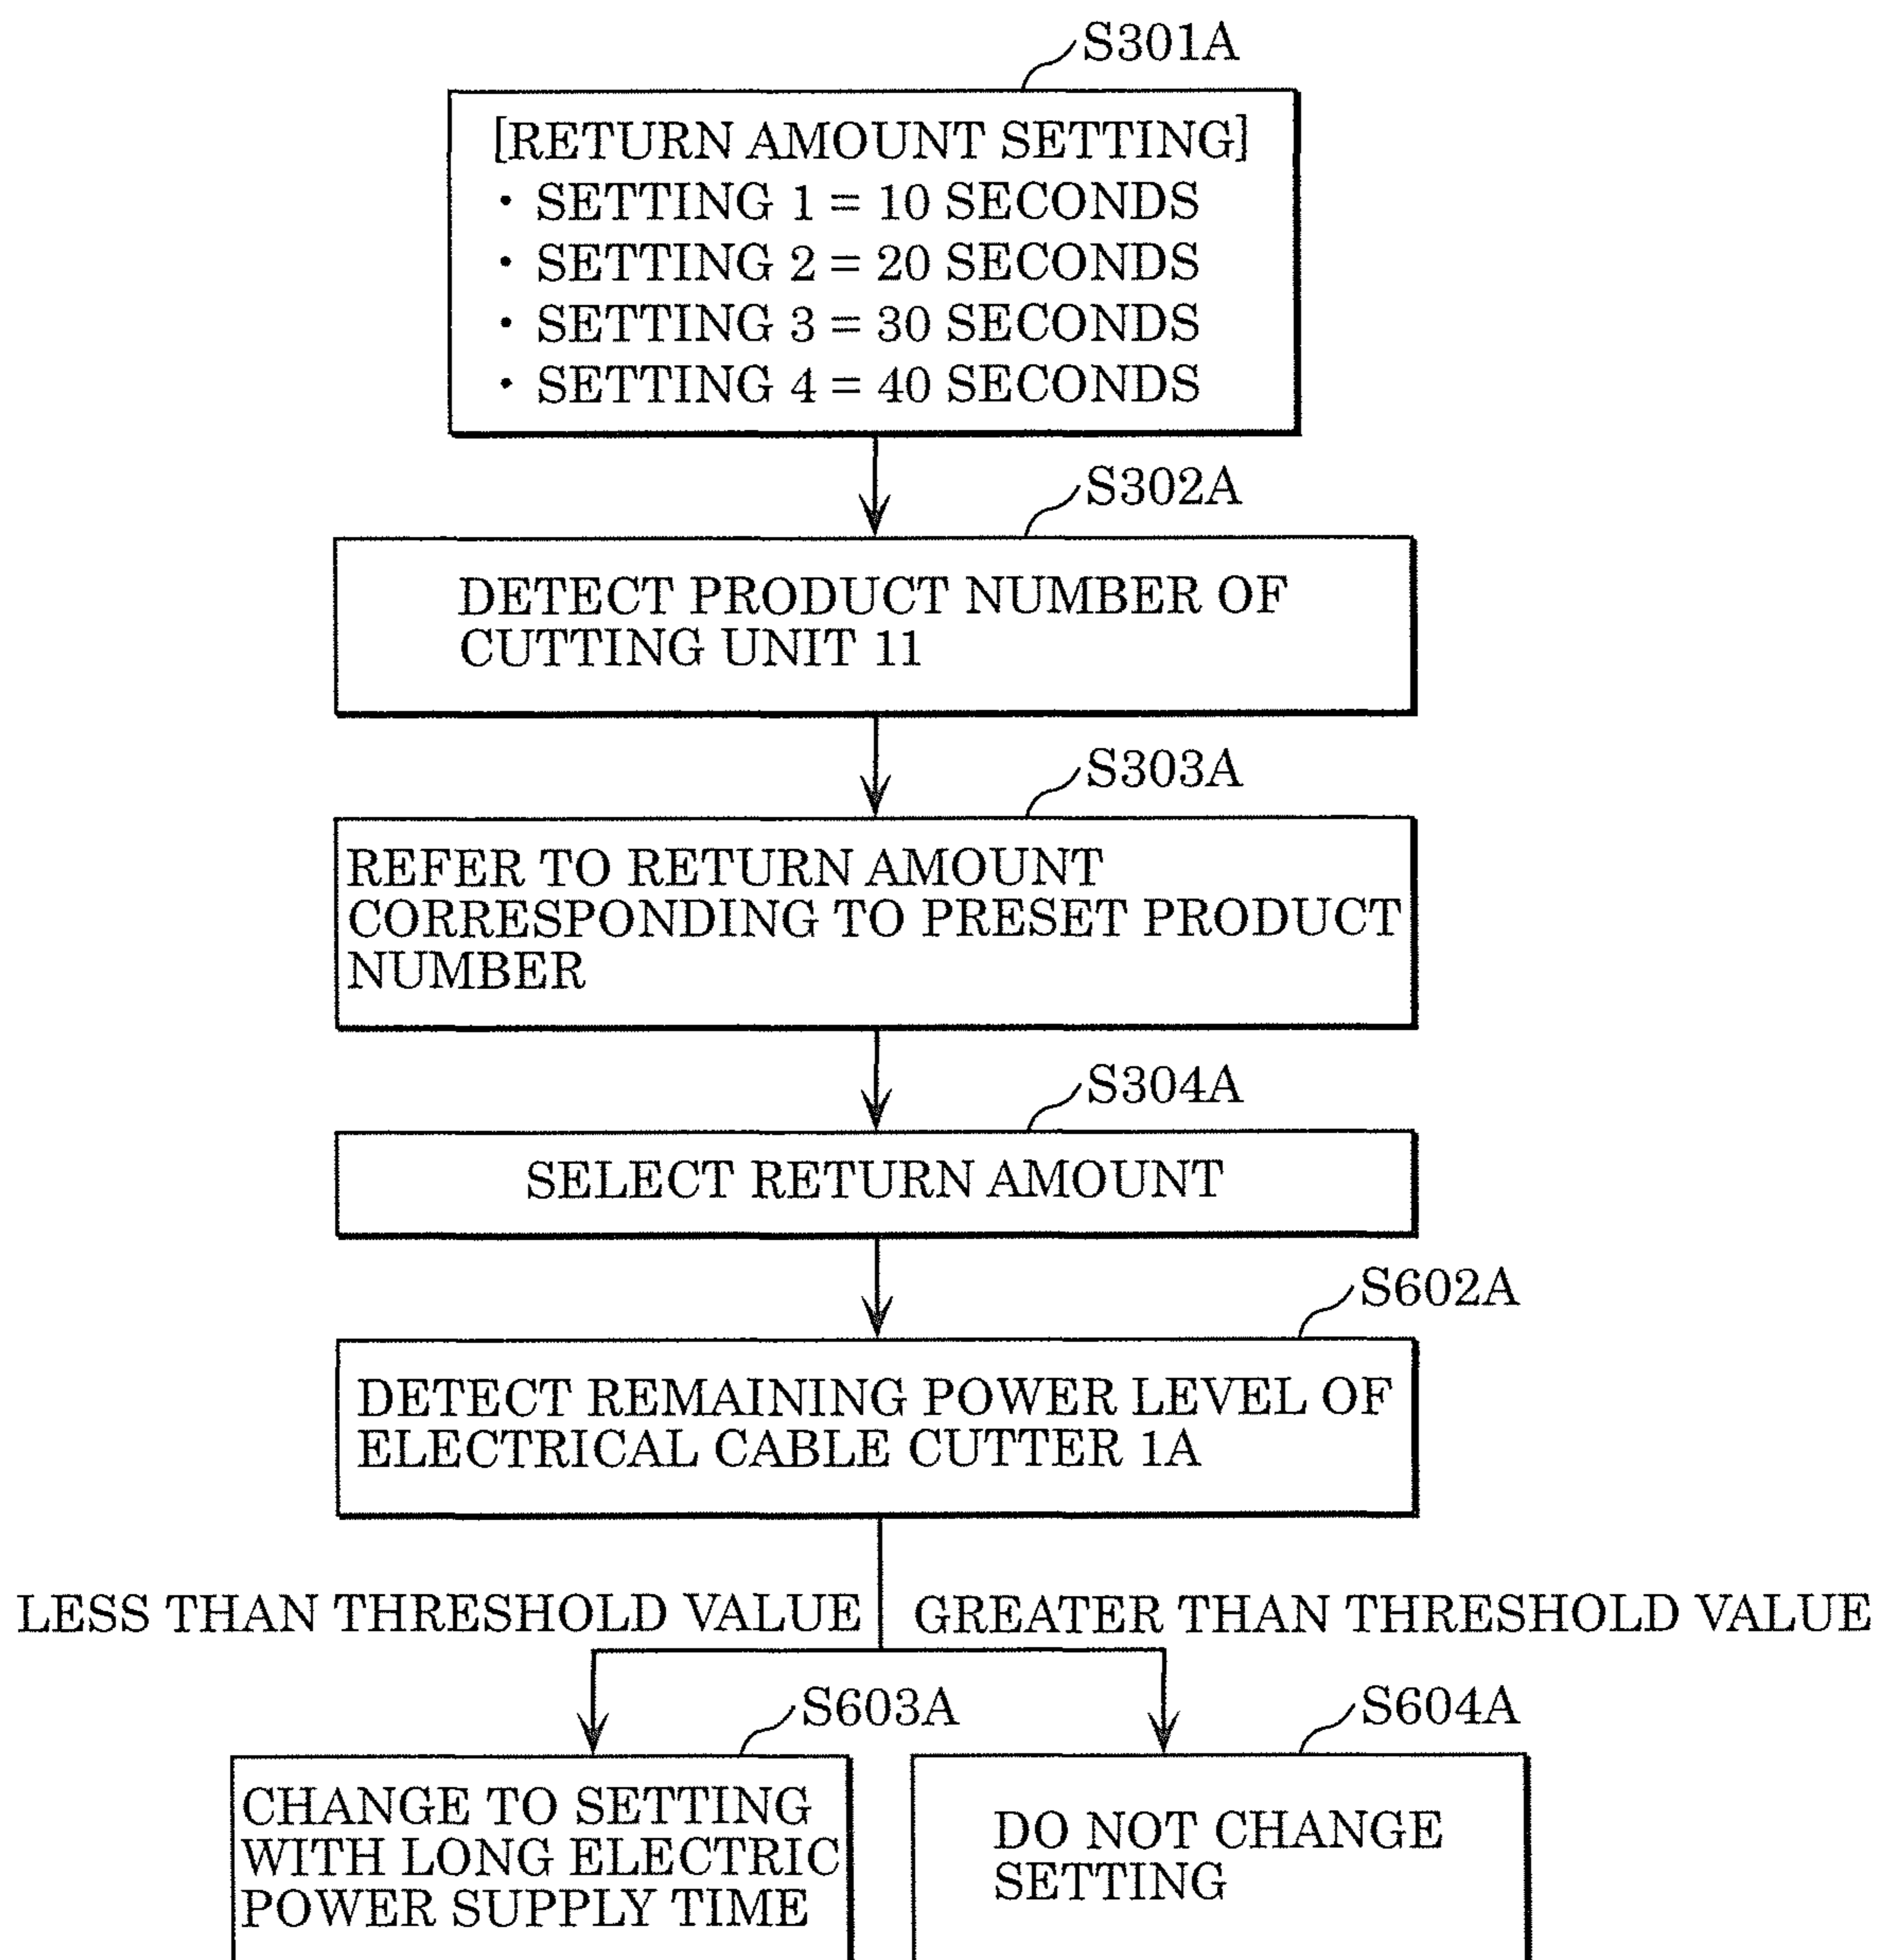 S301A
[RETURN AMOUNT SETTING]
・ SETTING 1 = 10 SECONDS
・ SETTING 2 = 20 SECONDS
・ SETTING 3 = 30 SECONDS
・ SETTING 4 = 40 SECONDS
S302A
DETECT PRODUCT NUMBER OF
CUTTING UNIT 11
S303A
REFER TO RETURN AMOUNT
CORRESPONDING TO PRESET PRODUCT
NUMBER
S304A
SELECT RETURN AMOUNT
S602A
DETECT REMAINING POWER LEVEL OF
ELECTRICAL CABLE CUTTER 1A
LESS THAN THRESHOLD VALUE
GREATER THAN THRESHOLD VALUE
S603A
CHANGE TO SETTING
WITH LONG ELECTRIC
POWER SUPPLY TIME
S604A
DO NOT CHANGE
SETTING